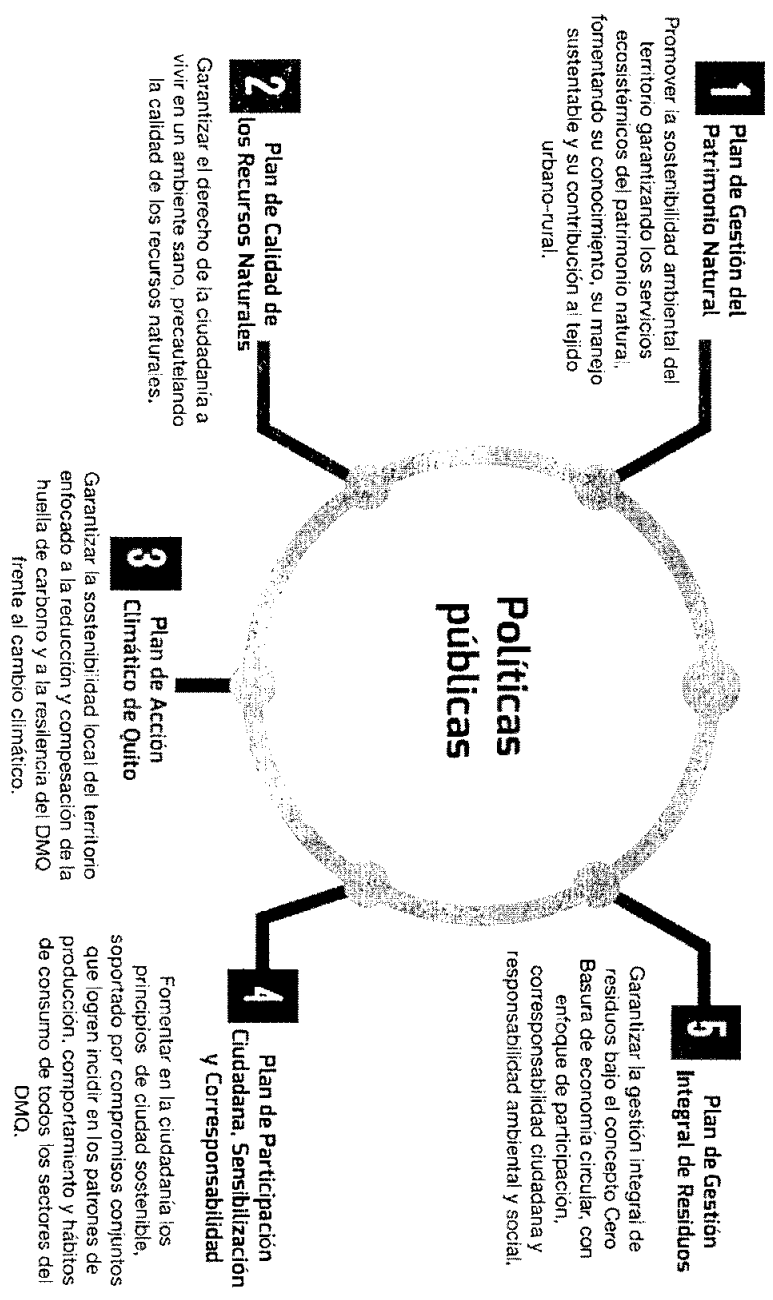 Políticas
públicas
1
Plan de Gestión del
Patrimonio Natural
Promover la sostenibilidad ambiental del
territorio garantizando los servicios
ecosistémicos del patrimonio natural,
fomentando su conocimiento, su manejo
sustentable y su contribución al tejido
urbano-rural.
2
Plan de Calidad de
los Recursos Naturales
Garantizar el derecho de la ciudadanía a
vivir en un ambiente sano, precautelando
la calidad de los recursos naturales.
3
Plan de Acción
Climático de Quito
Garantizar la sostenibilidad local del territorio
enfocado a la reducción y compesación de la
huella de carbono y a la resilencia del DMQ
frente al cambio climático.
4
Plan de Participación
Ciudadana, Sensibilización
y Corresponsabilidad
Fomentar en la ciudadanía los
principios de ciudad sostenible,
soportado por compromisos conjuntos
que logren incidir en los patrones de
producción, comportamiento y hábitos
de consumo de todos los sectores del
DMQ.
5
Plan de Gestión
Integral de Residuos
Garantizar la gestión integral de
residuos bajo el concepto Cero
Basura de economía circular, con
enfoque de participación,
corresponsabilidad ciudadana y
responsabilidad ambiental y social.